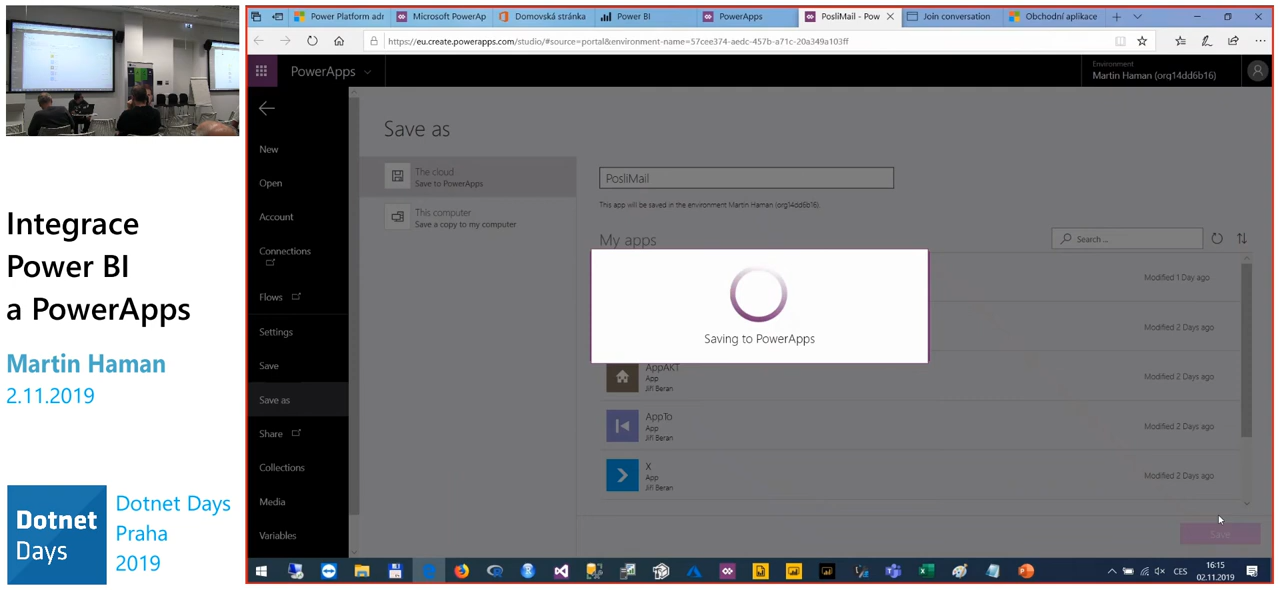 Integrace
Power BI
a PowerApps
Martin Haman
2.11.2019
Dotnet
Days
Dotnet Days
Praha
2019
Power Platform adr
Microsoft PowerAp
Domovská stránka
Power BI
PowerApps
PosliMail - Pow
Join conversation
Obchodní aplikace
https://eu.create.powerapps.com/studio/#source=portal&environment-name=57cee374-aedc-457b-a71c-20a349a103ff
PowerApps
Environment
Martin Haman (org14dd6b16)
New
Open
Account
Connections
Flows
Settings
Save
Save as
Share
Collections
Media
Variables
Save as
The cloud
Save to PowerApps
This computer
Save a copy to my computer
PosliMail
This app will be saved in the environment Martin Haman (org14dd6b16).
My apps
Search ...
Modified 1 Day ago
Modified 2 Days ago
Saving to PowerApps
AppAKT
App
Jiří Beran
Modified 2 Days ago
AppTo
App
Jiří Beran
Modified 2 Days ago
X
App
Jiří Beran
Modified 2 Days ago
Save
CES
16:15
02.11.2019